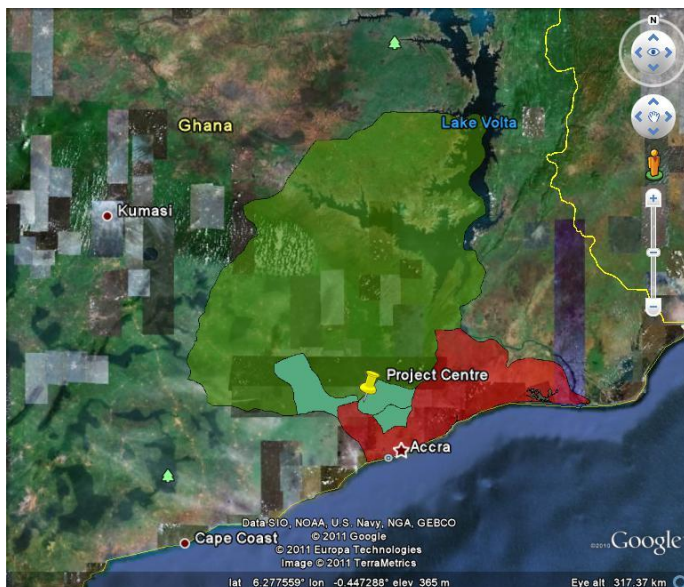 N
Ghana
Lake Volta
Kumasi
Project Centre
Accra
Data SIO, NOAA, U.S. Navy, NGA, GEBCO
© 2011 Google
Cape Coast
© 2011 Europa Technologies
Image © 2011 TerraMetrics
©2010 Google
lat 6.277559° lon -0.447288° elev 365 m
Eye alt 317.37 km